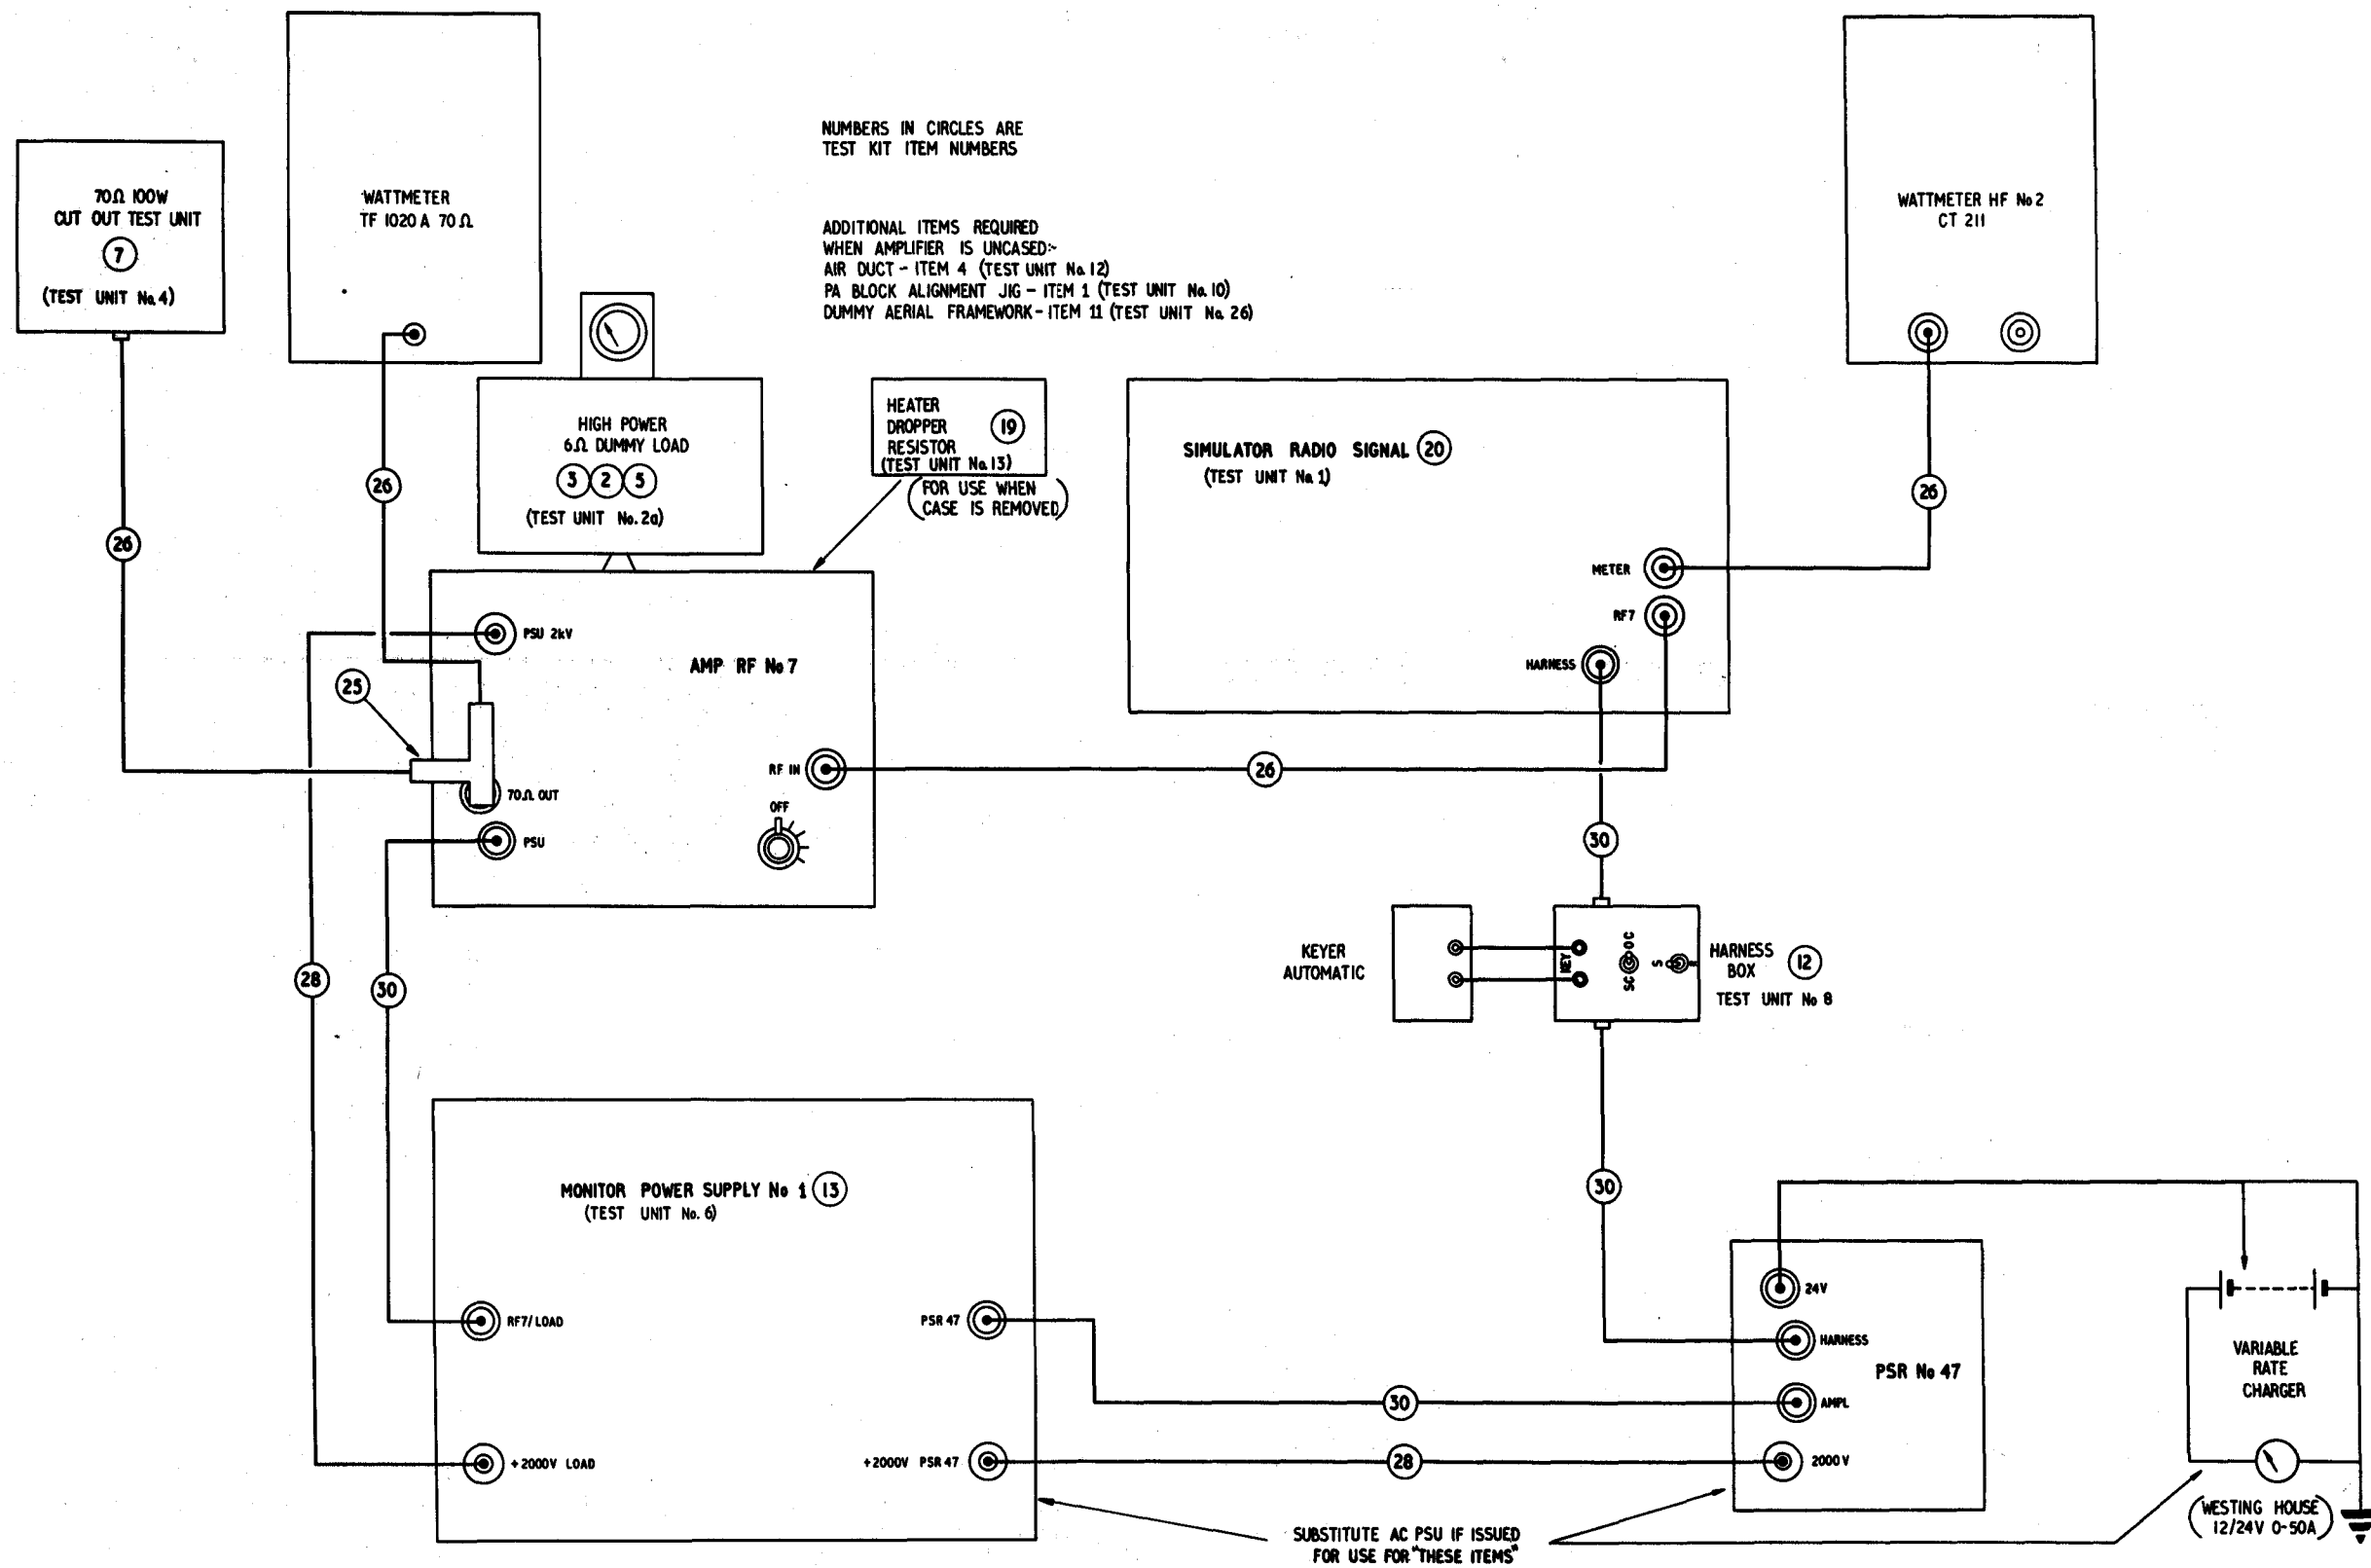 70Ω 100W
CUT OUT TEST UNIT
7
(TEST UNIT No. 4)
WATTMETER
TF 1020 A 70 Ω
NUMBERS IN CIRCLES ARE
TEST KIT ITEM NUMBERS
ADDITIONAL ITEMS REQUIRED
WHEN AMPLIFIER IS UNCASED:-
AIR DUCT - ITEM 4 (TEST UNIT No. 12)
PA BLOCK ALIGNMENT JIG - ITEM 1 (TEST UNIT No. 10)
DUMMY AERIAL FRAMEWORK - ITEM 11 (TEST UNIT No. 26)
WATTMETER HF No 2
CT 211
HIGH POWER
6Ω DUMMY LOAD
3 2 5
(TEST UNIT No. 2a)
HEATER
DROPPER
RESISTOR
19
(TEST UNIT No. 13)
(FOR USE WHEN
CASE IS REMOVED)
SIMULATOR RADIO SIGNAL 20
(TEST UNIT No. 1)
METER
RF7
HARNESS
26
26
26
PSU 2kV
AMP RF No 7
25
RF IN
26
70Ω OUT
OFF
PSU
30
28
30
KEYER
AUTOMATIC
KEY
SC
OC
S
HARNESS
BOX
12
TEST UNIT No 8
MONITOR POWER SUPPLY No 1 13
(TEST UNIT No. 6)
30
RF7/LOAD
PSR 47
+2000V LOAD
+2000V PSR 47
30
28
24V
HARNESS
PSR No 47
AMPL
2000 V
VARIABLE
RATE
CHARGER
(WESTING HOUSE
12/24V 0-50A)
SUBSTITUTE AC PSU IF ISSUED
FOR USE FOR "THESE ITEMS"